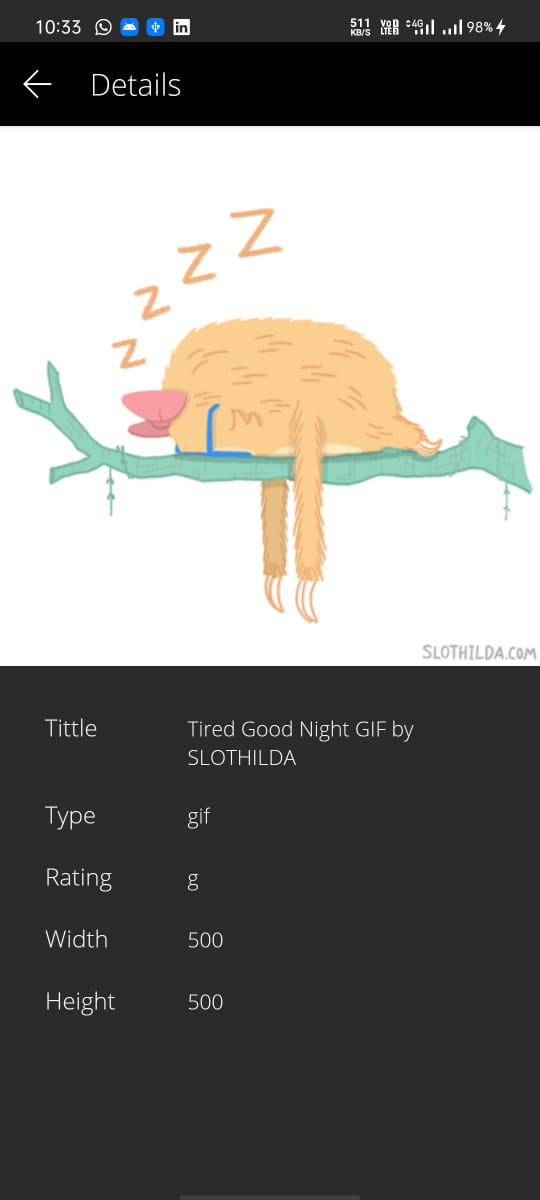 10:33 511 KB/S VoD LTE 4G 98%
Details
Z
Z
Z
Z
SLOTHILDA.COM
Tittle Tired Good Night GIF by
SLOTHILDA
Type gif
Rating g
Width 500
Height 500